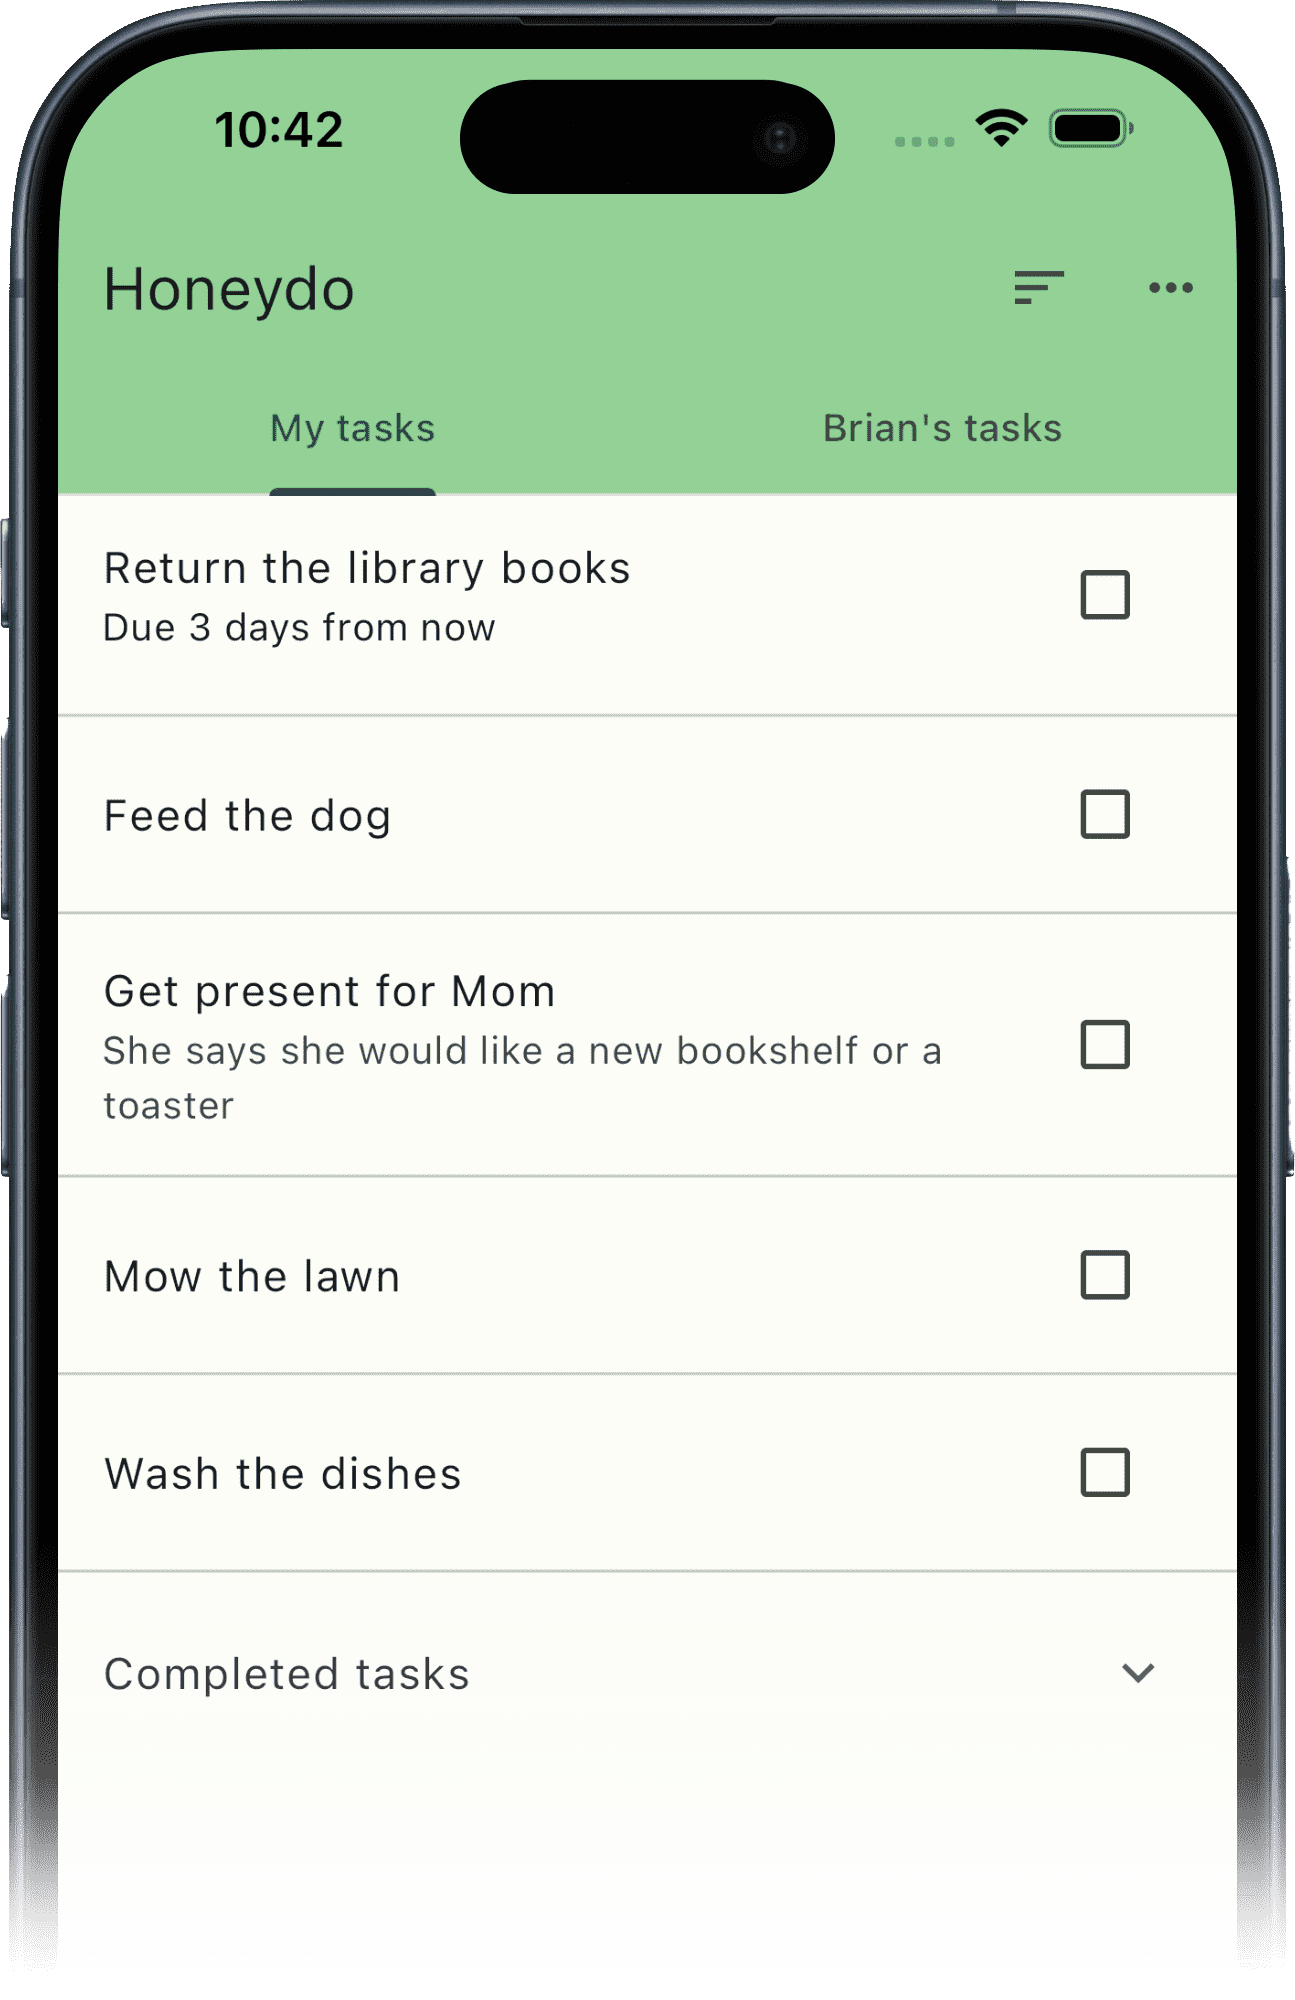 10:42
Honeydo
My tasks
Brian's tasks
Return the library books
Due 3 days from now
Feed the dog
Get present for Mom
She says she would like a new bookshelf or a
toaster
Mow the lawn
Wash the dishes
Completed tasks